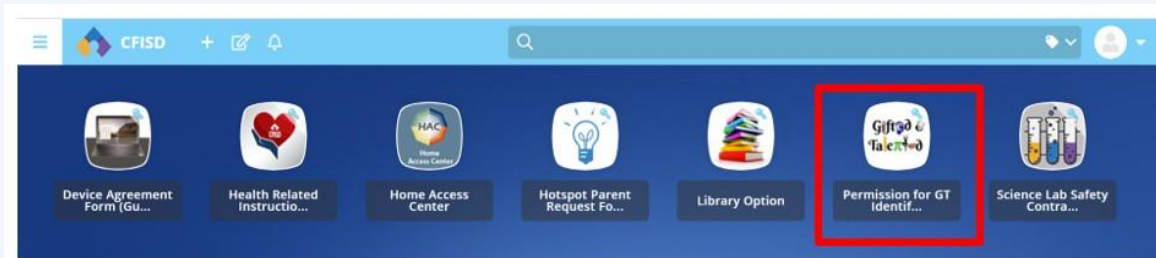 CFISD
CFISD
HAC
Home
Access Center
Gifted &
Talented
Device Agreement
Form (Gu...
Health Related
Instructio...
Home Access
Center
Hotspot Parent
Request Fo...
Library Option
Permission for GT
Identif...
Science Lab Safety
Contra...